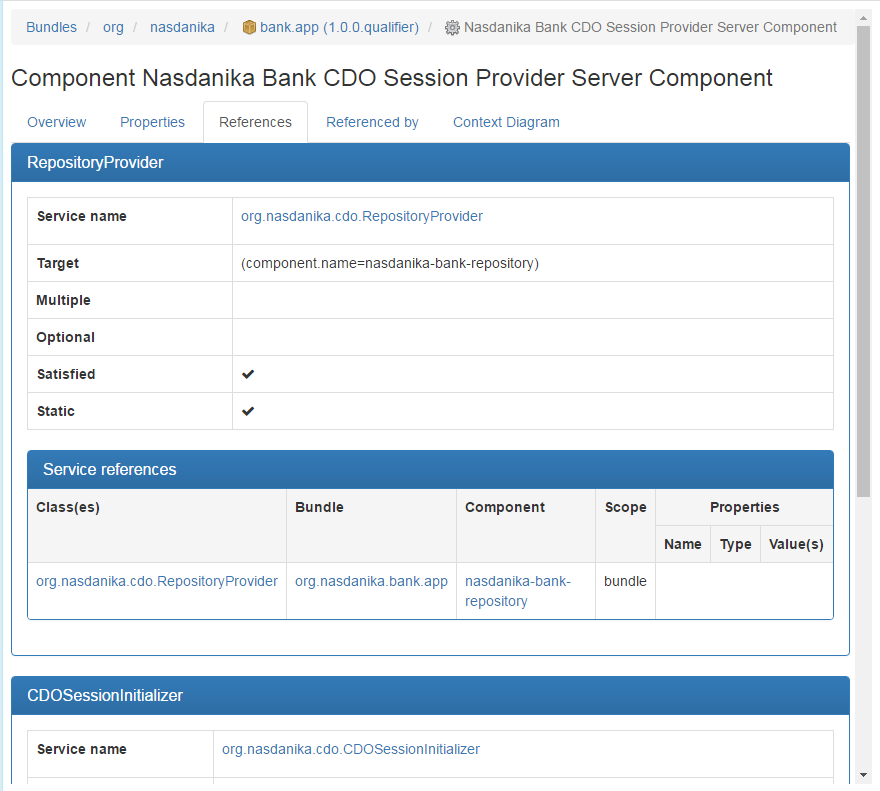 Bundles / org / nasdanika / bank.app (1.0.0.qualifier) / Nasdanika Bank CDO Session Provider Server Component
Component Nasdanika Bank CDO Session Provider Server Component
Overview Properties References Referenced by Context Diagram
RepositoryProvider
Service name org.nasdanika.cdo.RepositoryProvider
Target (component.name=nasdanika-bank-repository)
Multiple
Optional
Satisfied ✔
Static ✔
Service references
Class(es) Bundle Component Scope Properties
Name Type Value(s)
org.nasdanika.cdo.RepositoryProvider org.nasdanika.bank.app nasdanika-bank- bundle
repository
CDOSessionInitializer
Service name org.nasdanika.cdo.CDOSessionInitializer